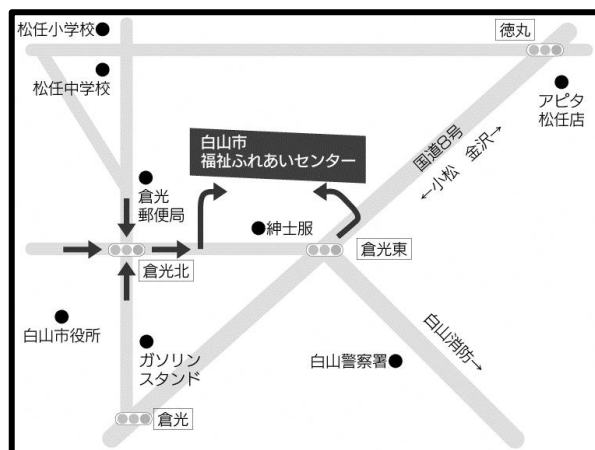 松任小学校
徳丸
松任中学校
アピタ
松任店
白山市
福祉ふれあいセンター
国道8号
←小松 金沢→
倉光
郵便局
紳士服
倉光北
倉光東
白山市役所
ガソリン
スタンド
白山警察署
白山消防→
倉光